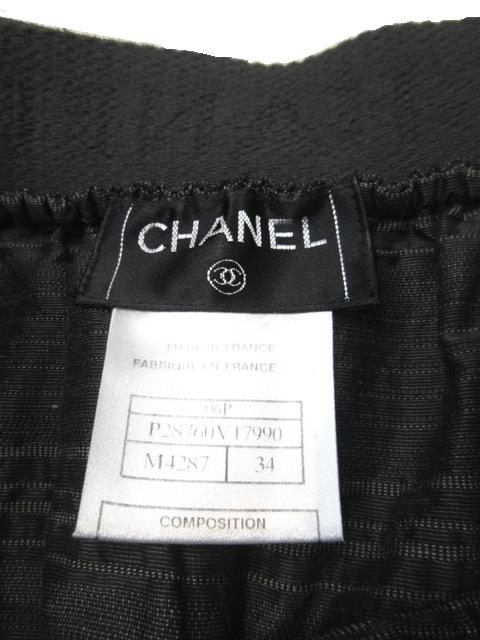 CHANEL
MADE IN FRANCE
FABRIQUE EN FRANCE
06P
P28760V17990
M4287 34
COMPOSITION